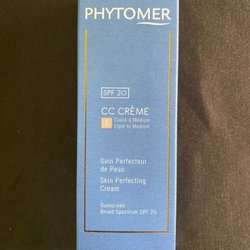 PHYTOMER
SPF 20
CC CRÈME
1
Claire à Medium
Light to Medium
Soin Perfecteur
de Peau
Skin Perfecting
Cream
Sunscreen
Broad Spectrum SPF 20